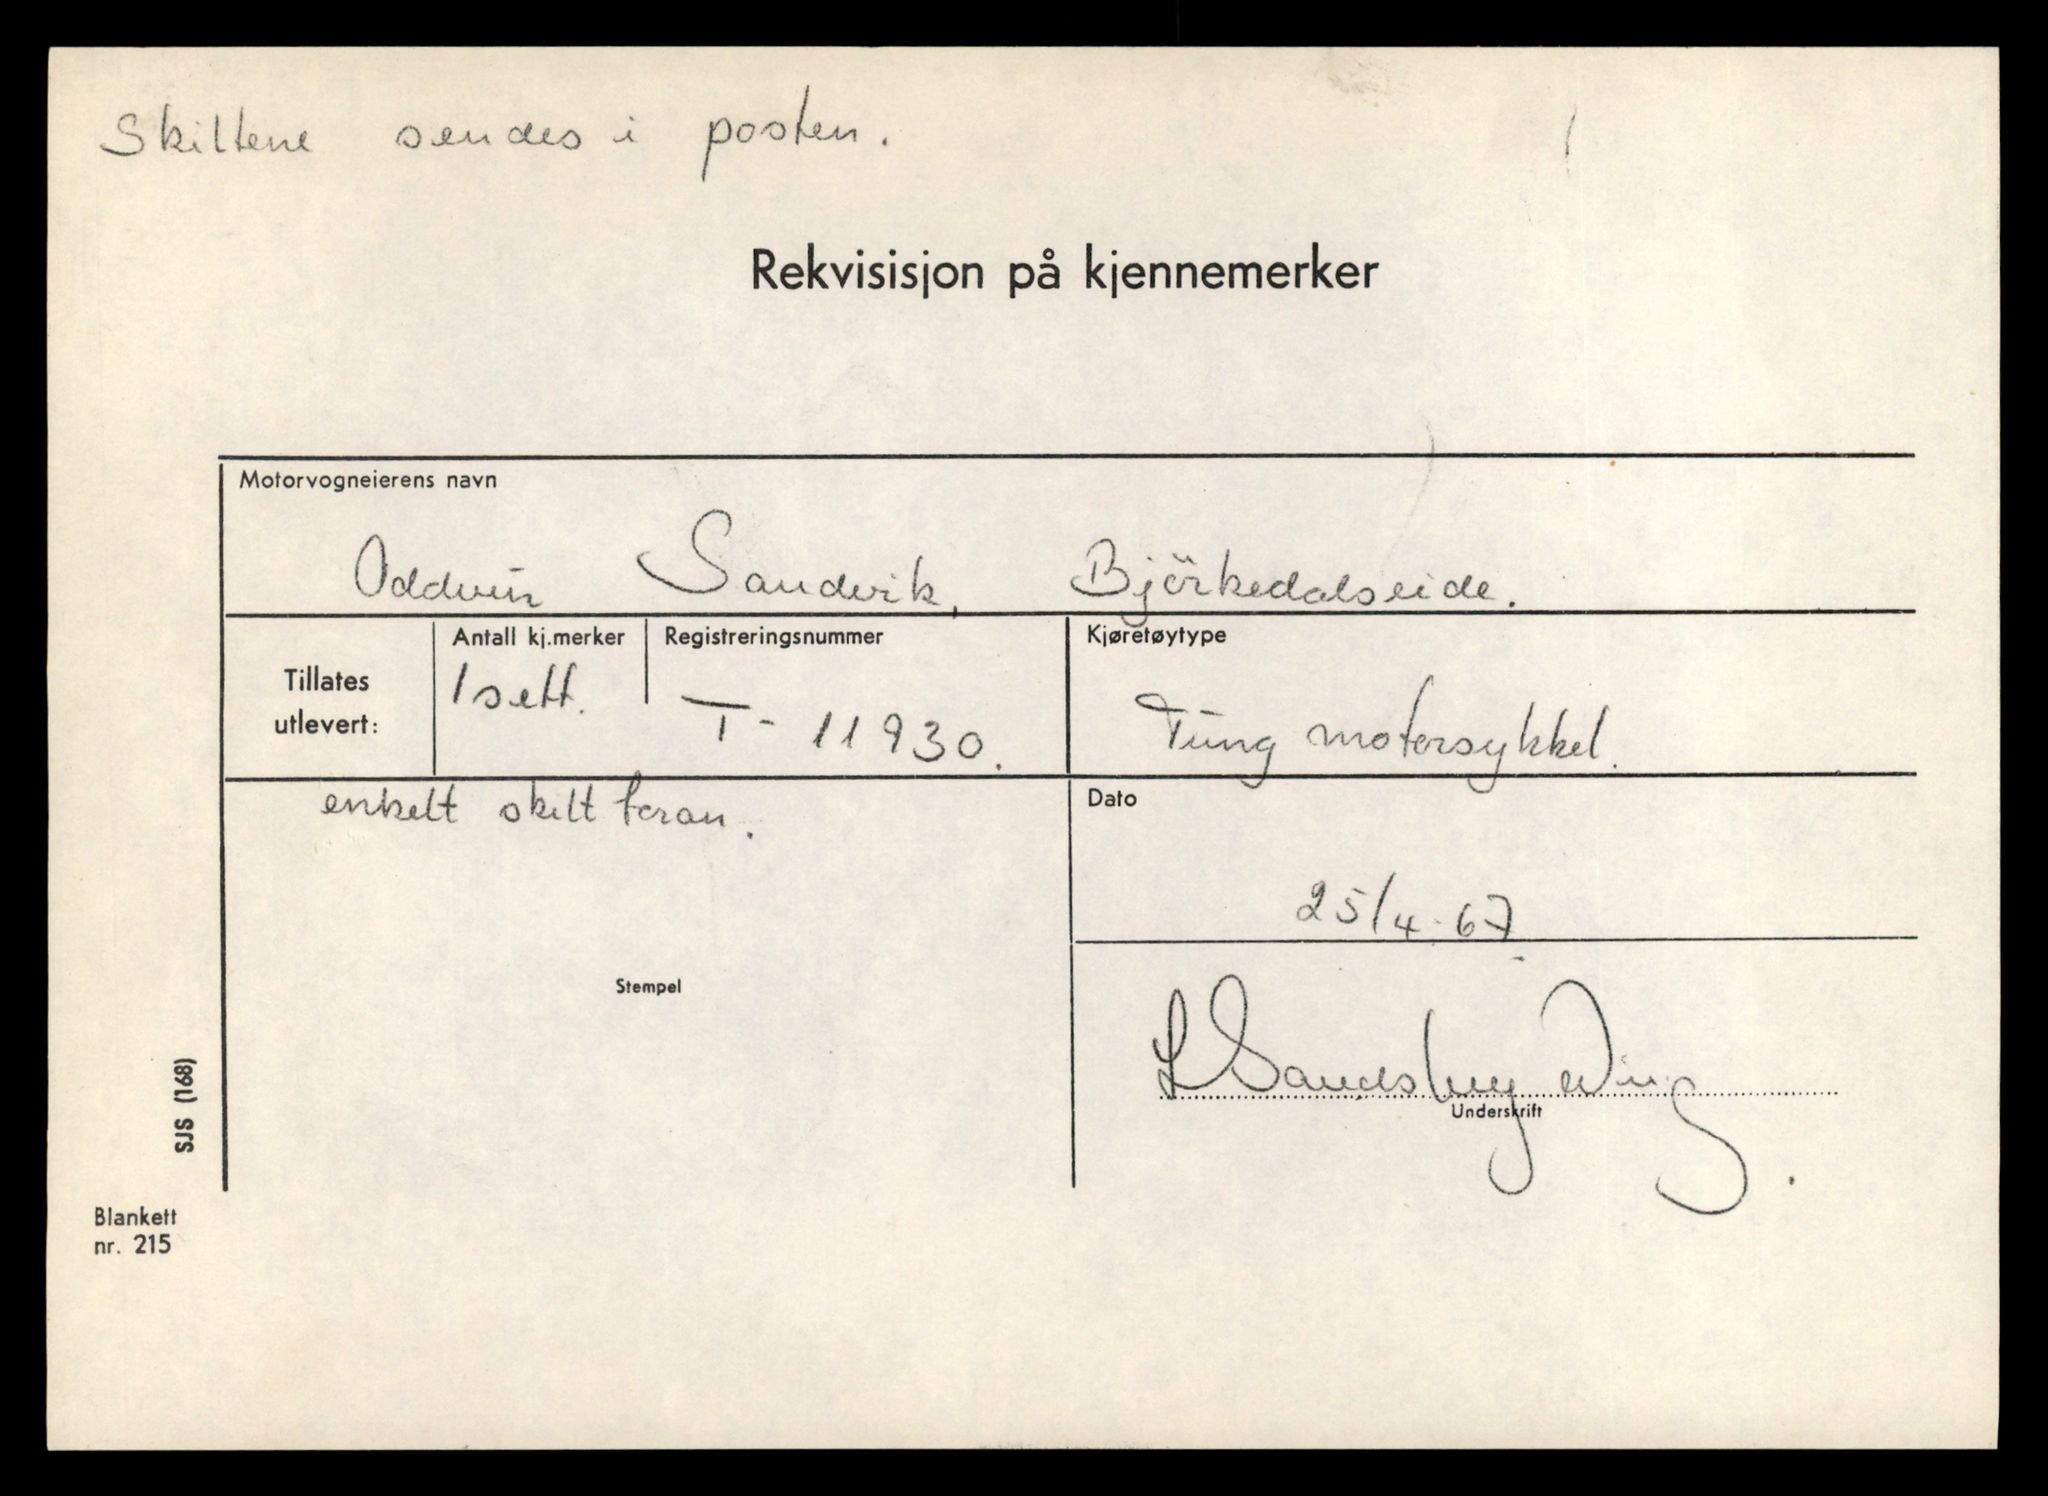 Skiltene sendes i posten.
Rekvisisjon på kjennemerker
Motorvogneierens navn
Oddvin Sandvik, Björkedalseide.
Tillates utlevert:
Antall kj.merker
1 sett.
Registreringsnummer
T- 11930.
Kjøretøytype
Tung motorsykkel.
enkelt skilt foran.
Dato
25/4-67
Stempel
L
Underskrift
SJS (168)
Blankett
nr. 215